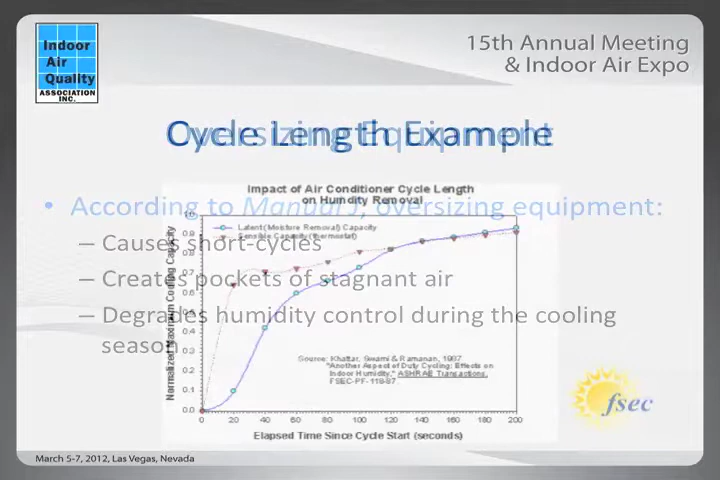 Indoor
Air
Quality
ASSOCIATION
INC.
15th Annual Meeting
& Indoor Air Expo
Cycle Length Example
Oversizing Equipment
• According to Manual J, oversizing equipment:
– Causes short-cycles
– Creates pockets of stagnant air
– Degrades humidity control during the cooling
season
Impact of Air Conditioner Cycle Length
on Humdity Removal
Latent (Moisture Removal) Capacity
Sensible Capacity (thermostat)
Normalized Maximum Cooling Capacity
1.0
0.9
0.8
0.7
0.6
0.5
0.4
0.3
0.2
0.1
0.0
0 20 40 60 80 100 120 140 160 180 200
Elapsed Time Since Cycle Start (seconds)
Source: Khattar, Swami & Ramanan, 1987
"Another Aspect of Duty Cycling: Effects on
Indoor Humidity," ASHRAE Transactions,
FSEC-PF-118-87
fsec
March 5-7, 2012, Las Vegas, Nevada